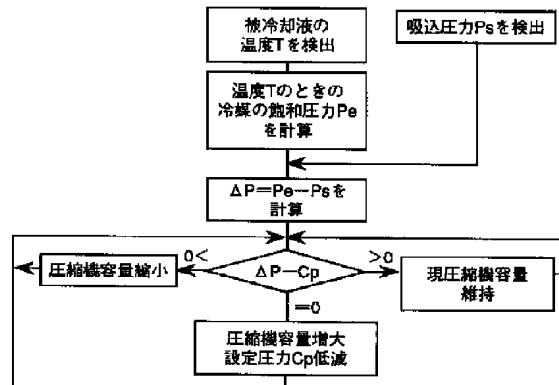 被冷却液の
温度Tを検出
吸込圧力Psを検出
温度Tのときの
冷媒の飽和圧力Pe
を計算
ΔP=Pe−Psを
計算
圧縮機容量縮小
0<
ΔP−Cp
>0
現圧縮機容量
維持
=0
圧縮機容量増大
設定圧力Cp低減